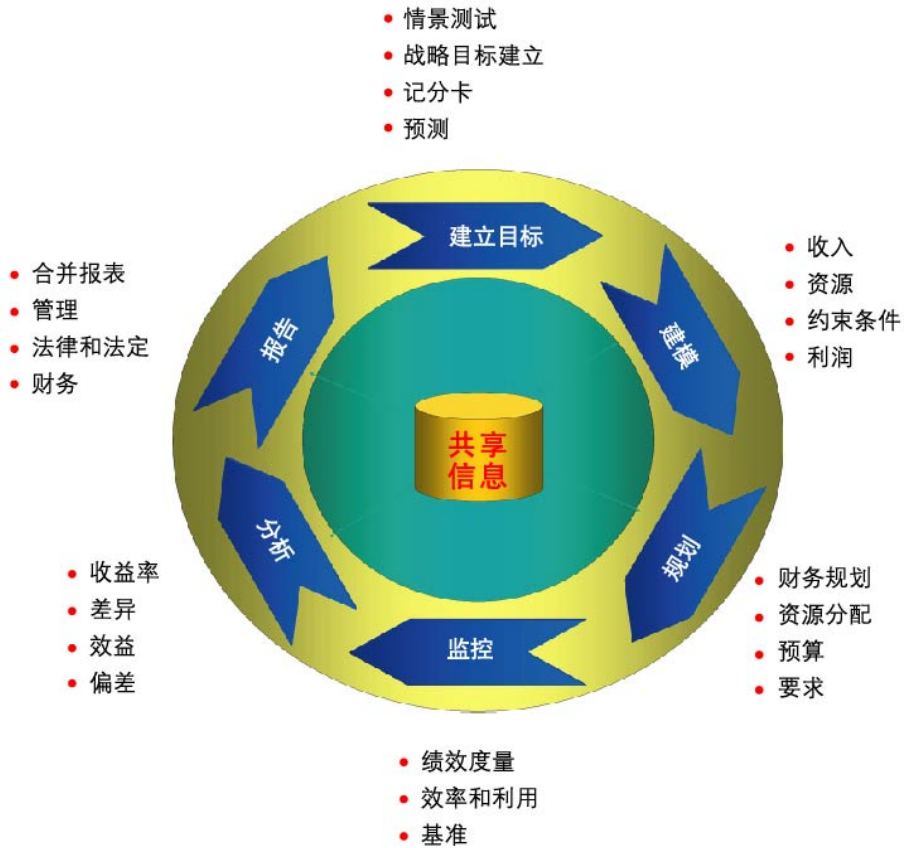 情景测试
战略目标建立
记分卡
预测
建立目标
建模
收入
资源
约束条件
利润
规划
财务规划
资源分配
预算
要求
监控
绩效度量
效率和利用
基准
分析
收益率
差异
效益
偏差
报告
合并报表
管理
法律和法定
财务
共享
信息